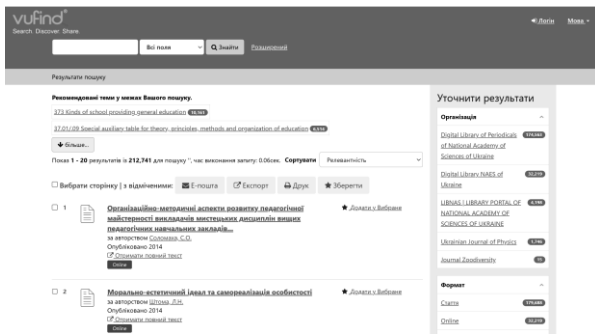 vufind®
Search. Discover. Share.
Логін
Мова
Всі поля
Знайти
Розширений
Результати пошуку
Рекомендовані теми у межах Вашого пошуку.
373 Kinds of school providing general education
37.01/.09 Special auxiliary table for theory, principles, methods and organization of education
більше...
Показ 1 - 20 результатів із 212,741 для пошуку '', час виконання запиту: 0.06сек.
Сортувати
Релевантність
Вибрати сторінку | з відміченими:
Е-пошта
Експорт
Друк
Зберегти
1
Організаційно-методичні аспекти розвитку педагогічної
майстерності викладачів мистецьких дисциплін вищих
педагогічних навчальних закладів...
за авторством Соломаха, С.О.
Опубліковано 2014
Отримати повний текст
Online
Додати у Вибране
2
Морально-естетичний ідеал та самореалізація особистості
за авторством Штома, Л.Н.
Опубліковано 2014
Отримати повний текст
Online
Додати у Вибране
Уточнити результати
Організація
Digital Library of Periodicals
of National Academy of
Sciences of Ukraine
Digital Library NAES of
Ukraine
LIBNAS | LIBRARY PORTAL OF
NATIONAL ACADEMY OF
SCIENCES OF UKRAINE
Ukrainian Journal of Physics
Journal Zoodiversity
Формат
Стаття
Online